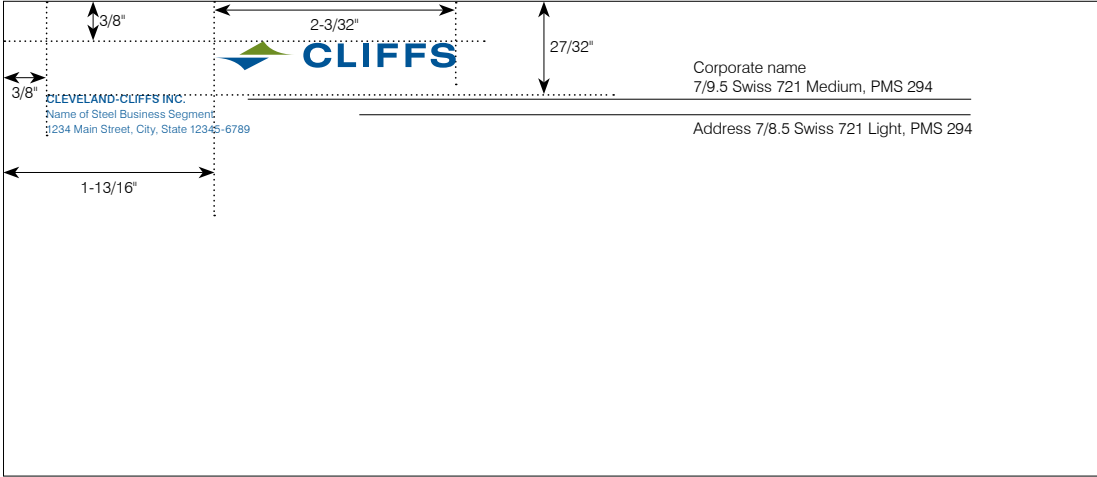 3/8"
2-3/32"
27/32"
CLIFFS
Corporate name
7/9.5 Swiss 721 Medium, PMS 294
3/8"
CLEVELAND-CLIFFS INC.
Name of Steel Business Segment
1234 Main Street, City, State 12345-6789
Address 7/8.5 Swiss 721 Light, PMS 294
1-13/16"